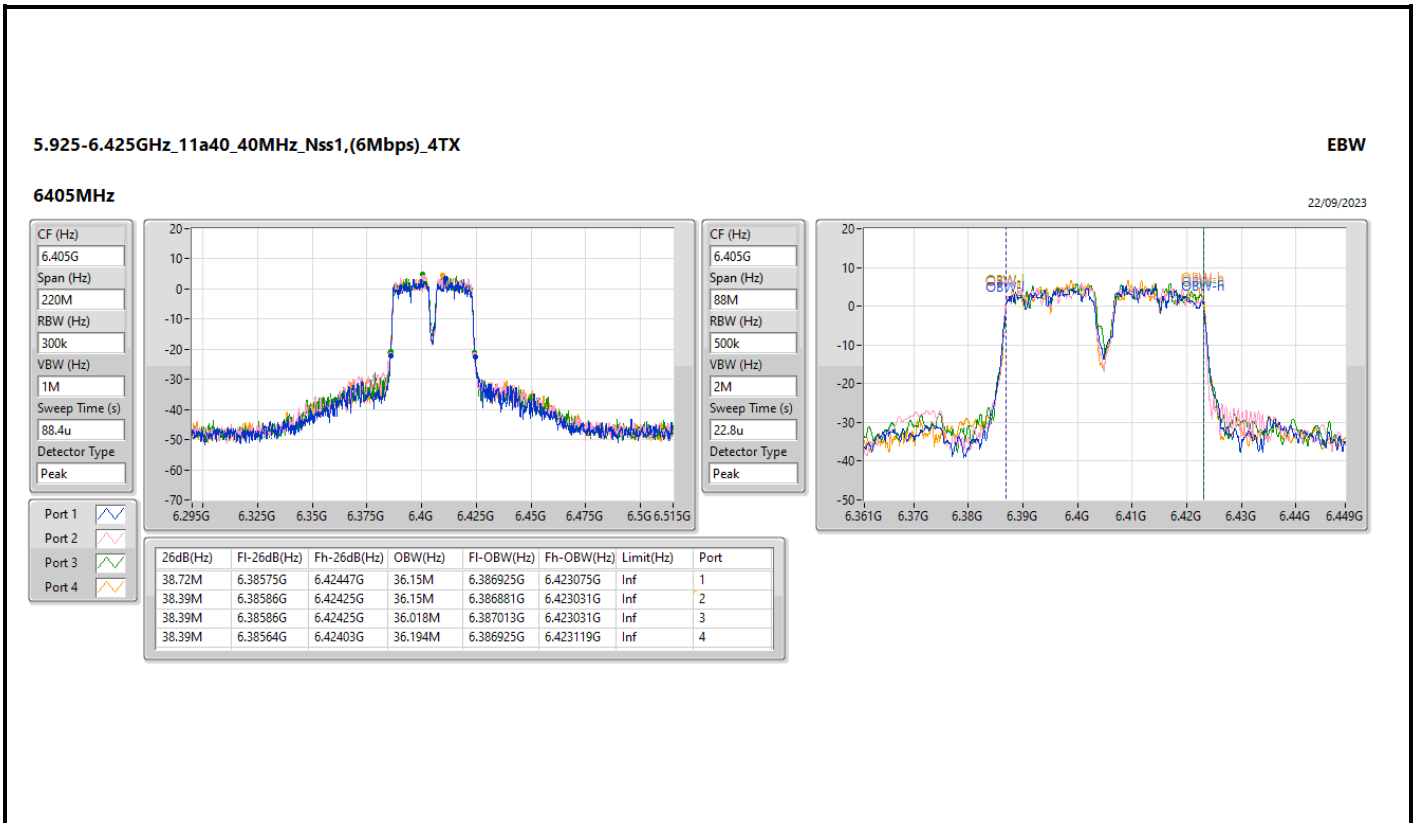 5.925-6.425GHz_11a40_40MHz_Nss1,(6Mbps)_4TX
EBW
6405MHz
22/09/2023
CF (Hz)
6.405G
Span (Hz)
220M
RBW (Hz)
300k
VBW (Hz)
1M
Sweep Time (s)
88.4u
Detector Type
Peak
Port 1
Port 2
Port 3
Port 4
20
10
0
-10
-20
-30
-40
-50
-60
-70
6.295G 6.325G 6.35G 6.375G 6.4G 6.425G 6.45G 6.475G 6.5G 6.515G
CF (Hz)
6.405G
Span (Hz)
88M
RBW (Hz)
500k
VBW (Hz)
2M
Sweep Time (s)
22.8u
Detector Type
Peak
20
10
0
-10
-20
-30
-40
-50
OBW-l
OBW-h
6.361G 6.37G 6.38G 6.39G 6.4G 6.41G 6.42G 6.43G 6.44G 6.449G
26dB(Hz) Fl-26dB(Hz) Fh-26dB(Hz) OBW(Hz) Fl-OBW(Hz) Fh-OBW(Hz) Limit(Hz) Port
38.72M 6.38575G 6.42447G 36.15M 6.386925G 6.423075G Inf 1
38.39M 6.38586G 6.42425G 36.15M 6.386881G 6.423031G Inf 2
38.39M 6.38586G 6.42425G 36.018M 6.387013G 6.423031G Inf 3
38.39M 6.38564G 6.42403G 36.194M 6.386925G 6.423119G Inf 4